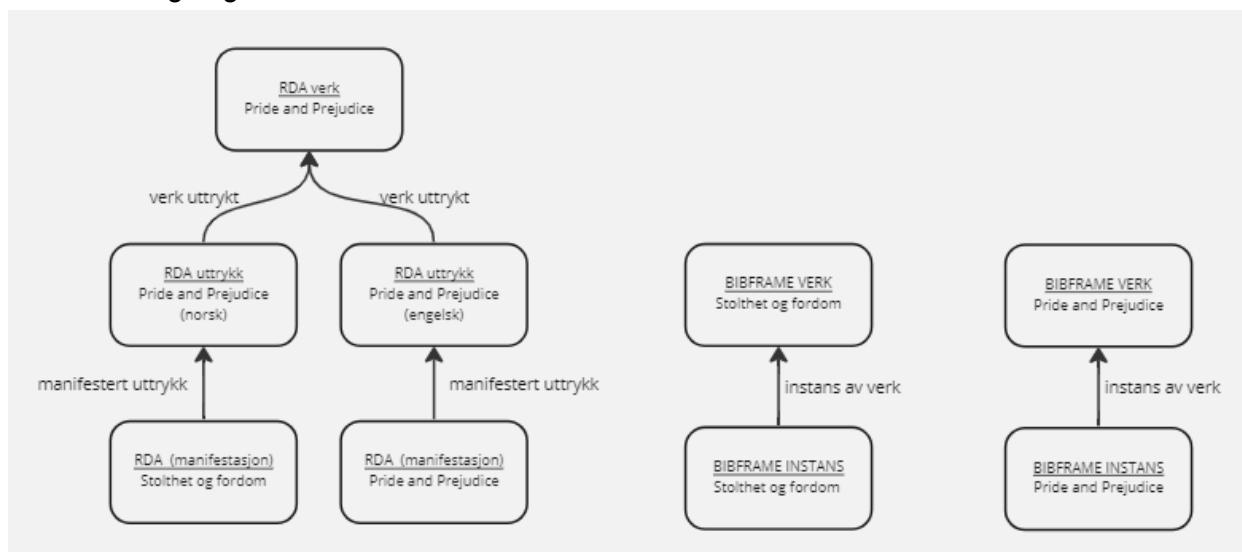 RDA verk
Pride and Prejudice
verk uttrykt
verk uttrykt
RDA uttrykk
Pride and Prejudice
(norsk)
RDA uttrykk
Pride and Prejudice
(engelsk)
BIBFRAME VERK
Stolthet og fordom
BIBFRAME VERK
Pride and Prejudice
manifestert uttrykk
manifestert uttrykk
instans av verk
instans av verk
RDA (manifestasjon)
Stolthet og fordom
RDA (manifestasjon)
Pride and Prejudice
BIBFRAME INSTANS
Stolthet og fordom
BIBFRAME INSTANS
Pride and Prejudice